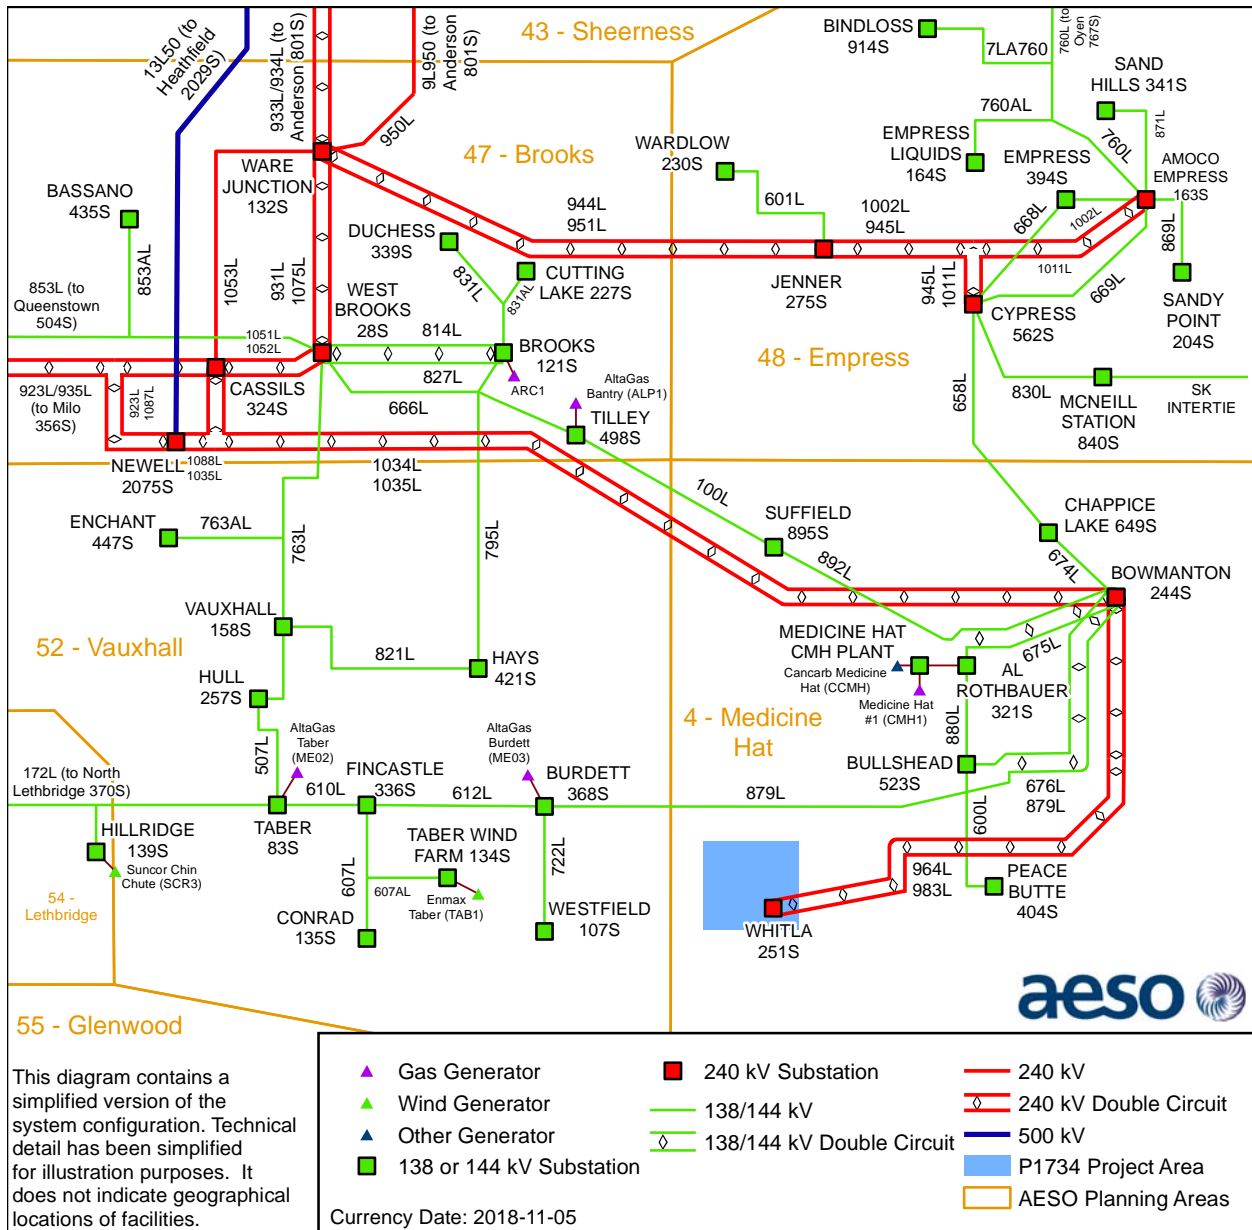 43 - Sheerness
13L50 (to
Heathfield
2029S)
933L/934L (to
Anderson 801S)
9L950 (to
Anderson
801S)
950L
BINDLOSS
914S
7LA760
760L (to
Oyen
767S)
SAND
HILLS 341S
760AL
871L
760L
EMPRESS
LIQUIDS
164S
EMPRESS
394S
AMOCO
EMPRESS
163S
47 - Brooks
WARDLOW
230S
601L
WARE
JUNCTION
132S
BASSANO
435S
853AL
853L (to
Queenstown
504S)
1053L
931L
1075L
944L
951L
1002L
945L
668L
1002L
1011L
669L
869L
945L
1011L
DUCHESS
339S
831L
831AL
CUTTING
LAKE 227S
JENNER
275S
CYPRESS
562S
SANDY
POINT
204S
WEST
BROOKS
28S
1051L
1052L
814L
827L
BROOKS
121S
ARC1
48 - Empress
923L/935L
(to Milo
356S)
923L
1087L
CASSILS
324S
666L
AltaGas
Bantry (ALP1)
TILLEY
498S
658L
830L
MCNEILL
STATION
840S
SK
INTERTIE
NEWELL
2075S
1088L
1035L
1034L
1035L
100L
ENCHANT
447S
763AL
763L
795L
SUFFIELD
895S
892L
CHAPPICE
LAKE 649S
674L
BOWMANTON
244S
VAUXHALL
158S
52 - Vauxhall
821L
HAYS
421S
MEDICINE HAT
CMH PLANT
Cancarb Medicine
Hat (CCMH)
Medicine Hat
#1 (CMH1)
675L
AL
ROTHBAUER
321S
HULL
257S
4 - Medicine
Hat
880L
507L
AltaGas
Taber
(ME02)
AltaGas
Burdett
(ME03)
BULLSHEAD
523S
676L
879L
172L (to North
Lethbridge 370S)
610L
FINCASTLE
336S
612L
BURDETT
368S
879L
600L
TABER
83S
HILLRIDGE
139S
Suncor Chin
Chute (SCR3)
TABER WIND
FARM 134S
607L
607AL
Enmax
Taber (TAB1)
722L
964L
983L
PEACE
BUTTE
404S
54 -
Lethbridge
CONRAD
135S
WESTFIELD
107S
WHITLA
251S
aeso
55 - Glenwood
This diagram contains a
simplified version of the
system configuration. Technical
detail has been simplified
for illustration purposes.  It
does not indicate geographical
locations of facilities.
Gas Generator
Wind Generator
Other Generator
138 or 144 kV Substation
240 kV Substation
138/144 kV
138/144 kV Double Circuit
240 kV
240 kV Double Circuit
500 kV
P1734 Project Area
AESO Planning Areas
Currency Date: 2018-11-05